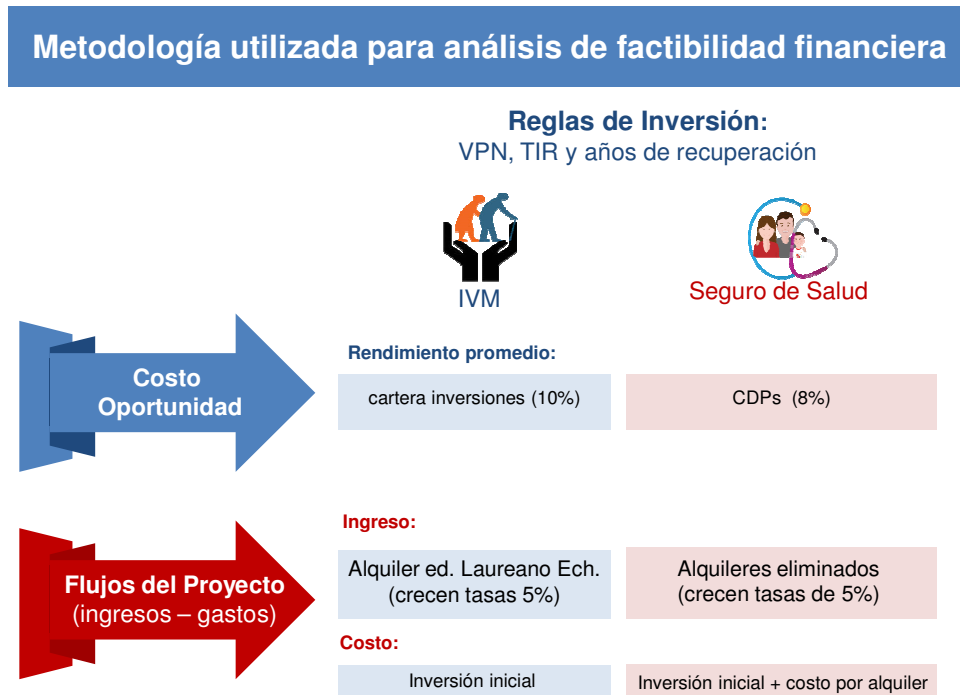 Metodología utilizada para análisis de factibilidad financiera
Reglas de Inversión:
VPN, TIR y años de recuperación
IVM
Seguro de Salud
Costo
Oportunidad
Rendimiento promedio:
cartera inversiones (10%)
CDPs (8%)
Flujos del Proyecto
(ingresos – gastos)
Ingreso:
Alquiler ed. Laureano Ech.
(crecen tasas 5%)
Alquileres eliminados
(crecen tasas de 5%)
Costo:
Inversión inicial
Inversión inicial + costo por alquiler